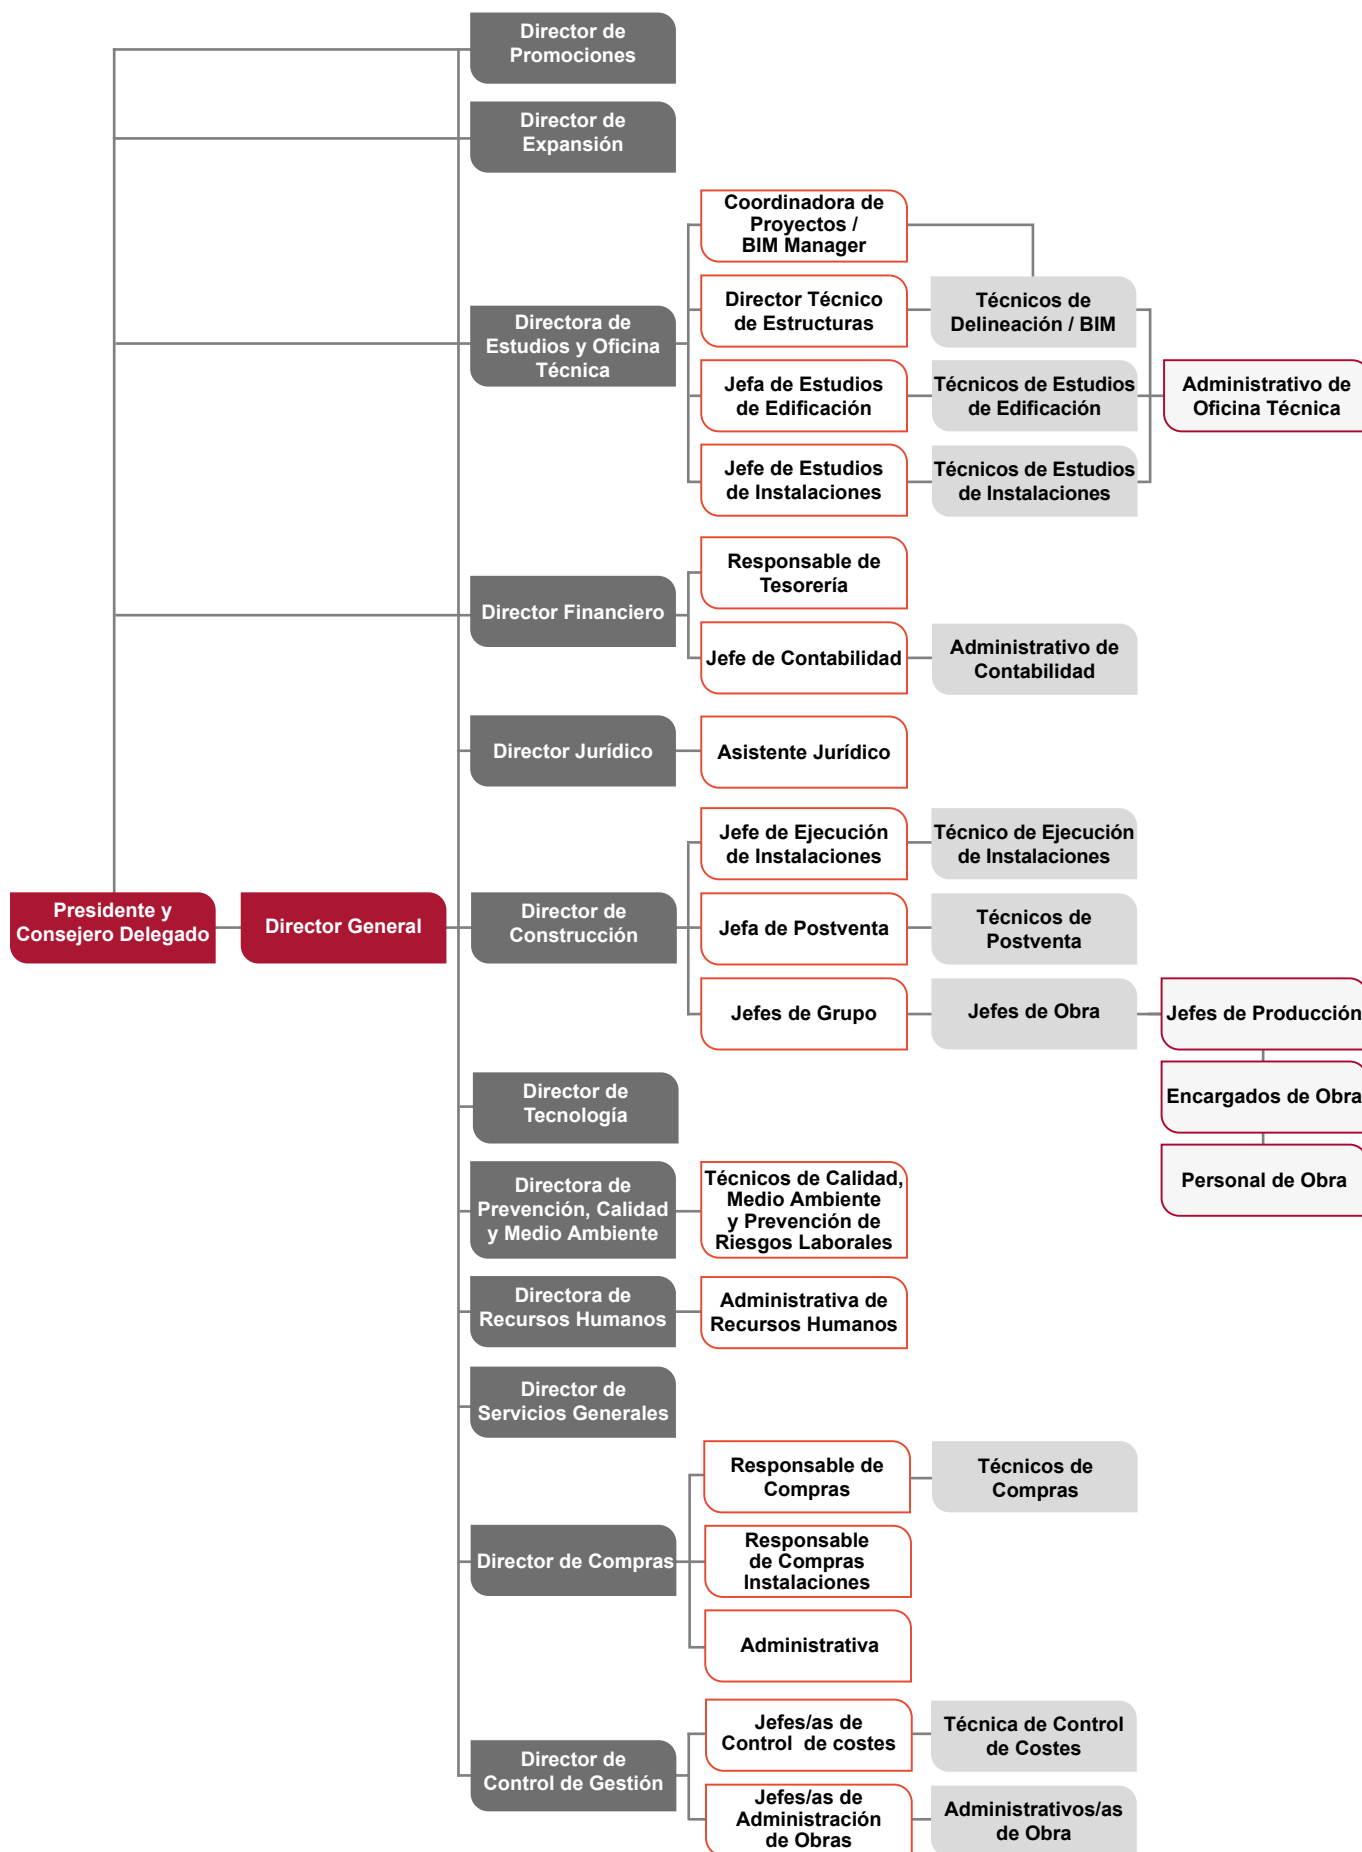 Director de
Promociones
Director de
Expansión
Coordinadora de
Proyectos /
BIM Manager
Director Técnico
de Estructuras
Técnicos de
Delineación / BIM
Directora de
Estudios y Oficina
Técnica
Jefa de Estudios
de Edificación
Técnicos de Estudios
de Edificación
Administrativo de
Oficina Técnica
Jefe de Estudios
de Instalaciones
Técnicos de Estudios
de Instalaciones
Responsable de
Tesorería
Director Financiero
Jefe de Contabilidad
Administrativo de
Contabilidad
Director Jurídico
Asistente Jurídico
Jefe de Ejecución
de Instalaciones
Técnico de Ejecución
de Instalaciones
Presidente y
Consejero Delegado
Director General
Director de
Construcción
Jefa de Postventa
Técnicos de
Postventa
Jefes de Grupo
Jefes de Obra
Jefes de Producción
Encargados de Obra
Personal de Obra
Director de
Tecnología
Directora de
Prevención, Calidad
y Medio Ambiente
Técnicos de Calidad,
Medio Ambiente
y Prevención de
Riesgos Laborales
Directora de
Recursos Humanos
Administrativa de
Recursos Humanos
Director de
Servicios Generales
Responsable de
Compras
Técnicos de
Compras
Director de Compras
Responsable
de Compras
Instalaciones
Administrativa
Jefes/as de
Control  de costes
Técnica de Control
de Costes
Director de
Control de Gestión
Jefes/as de
Administración
de Obras
Administrativos/as
de Obra